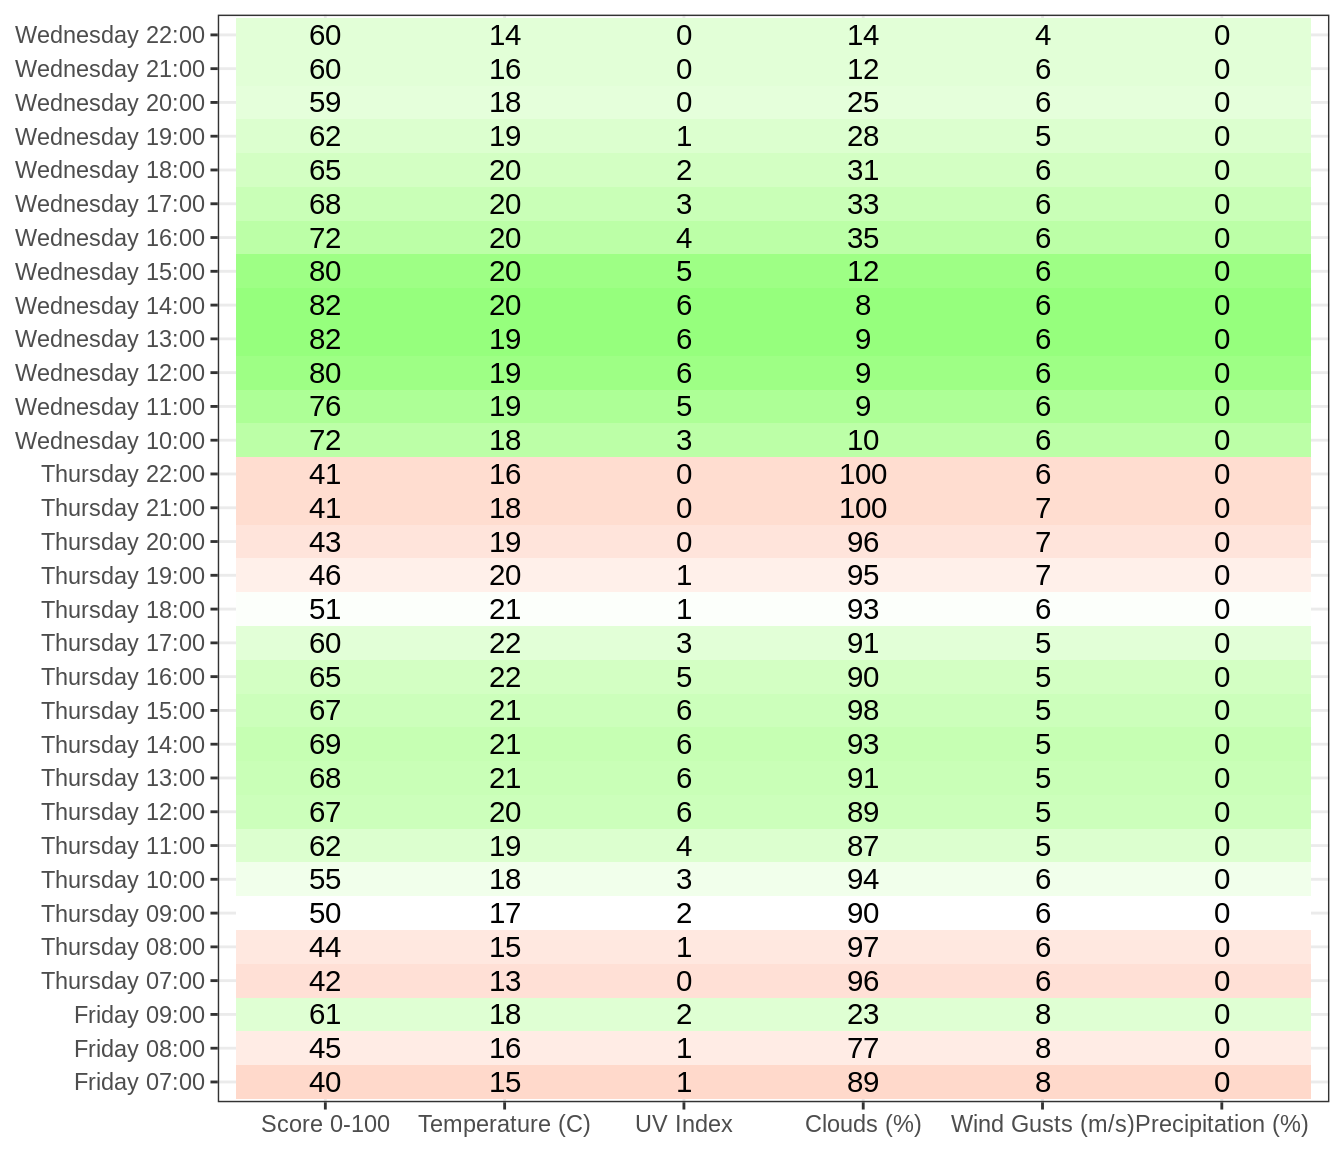 Wednesday 22:00 60 14 0 14 4 0
Wednesday 21:00 60 16 0 12 6 0
Wednesday 20:00 59 18 0 25 6 0
Wednesday 19:00 62 19 1 28 5 0
Wednesday 18:00 65 20 2 31 6 0
Wednesday 17:00 68 20 3 33 6 0
Wednesday 16:00 72 20 4 35 6 0
Wednesday 15:00 80 20 5 12 6 0
Wednesday 14:00 82 20 6 8 6 0
Wednesday 13:00 82 19 6 9 6 0
Wednesday 12:00 80 19 6 9 6 0
Wednesday 11:00 76 19 5 9 6 0
Wednesday 10:00 72 18 3 10 6 0
Thursday 22:00 41 16 0 100 6 0
Thursday 21:00 41 18 0 100 7 0
Thursday 20:00 43 19 0 96 7 0
Thursday 19:00 46 20 1 95 7 0
Thursday 18:00 51 21 1 93 6 0
Thursday 17:00 60 22 3 91 5 0
Thursday 16:00 65 22 5 90 5 0
Thursday 15:00 67 21 6 98 5 0
Thursday 14:00 69 21 6 93 5 0
Thursday 13:00 68 21 6 91 5 0
Thursday 12:00 67 20 6 89 5 0
Thursday 11:00 62 19 4 87 5 0
Thursday 10:00 55 18 3 94 6 0
Thursday 09:00 50 17 2 90 6 0
Thursday 08:00 44 15 1 97 6 0
Thursday 07:00 42 13 0 96 6 0
Friday 09:00 61 18 2 23 8 0
Friday 08:00 45 16 1 77 8 0
Friday 07:00 40 15 1 89 8 0
Score 0-100 Temperature (C) UV Index Clouds (%) Wind Gusts (m/s) Precipitation (%)